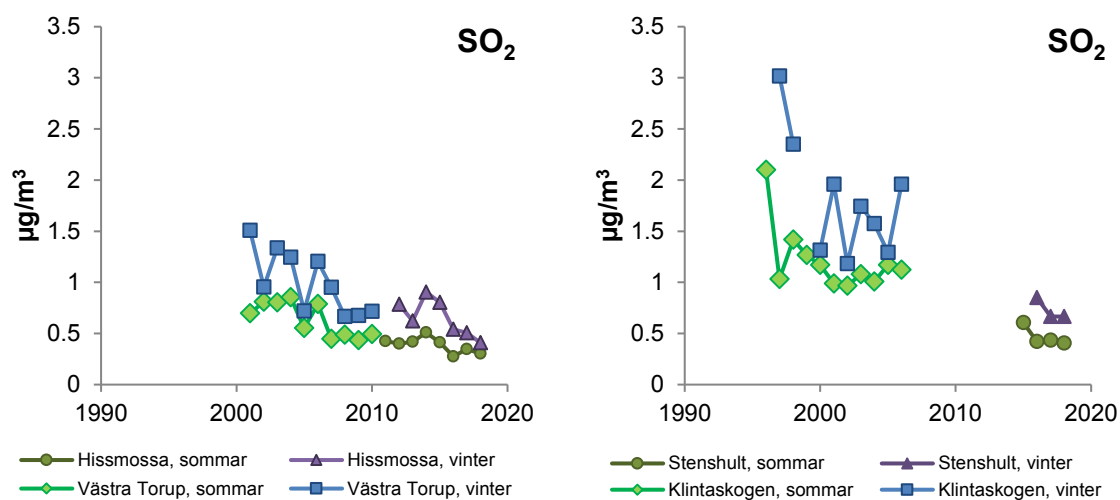 SO₂
µg/m³
3.5
3
2.5
2
1.5
1
0.5
0
1990 2000 2010 2020
Hissmossa, sommar Hissmossa, vinter
Västra Torup, sommar Västra Torup, vinter
SO₂
µg/m³
3.5
3
2.5
2
1.5
1
0.5
0
1990 2000 2010 2020
Stenshult, sommar Stenshult, vinter
Klintaskogen, sommar Klintaskogen, vinter